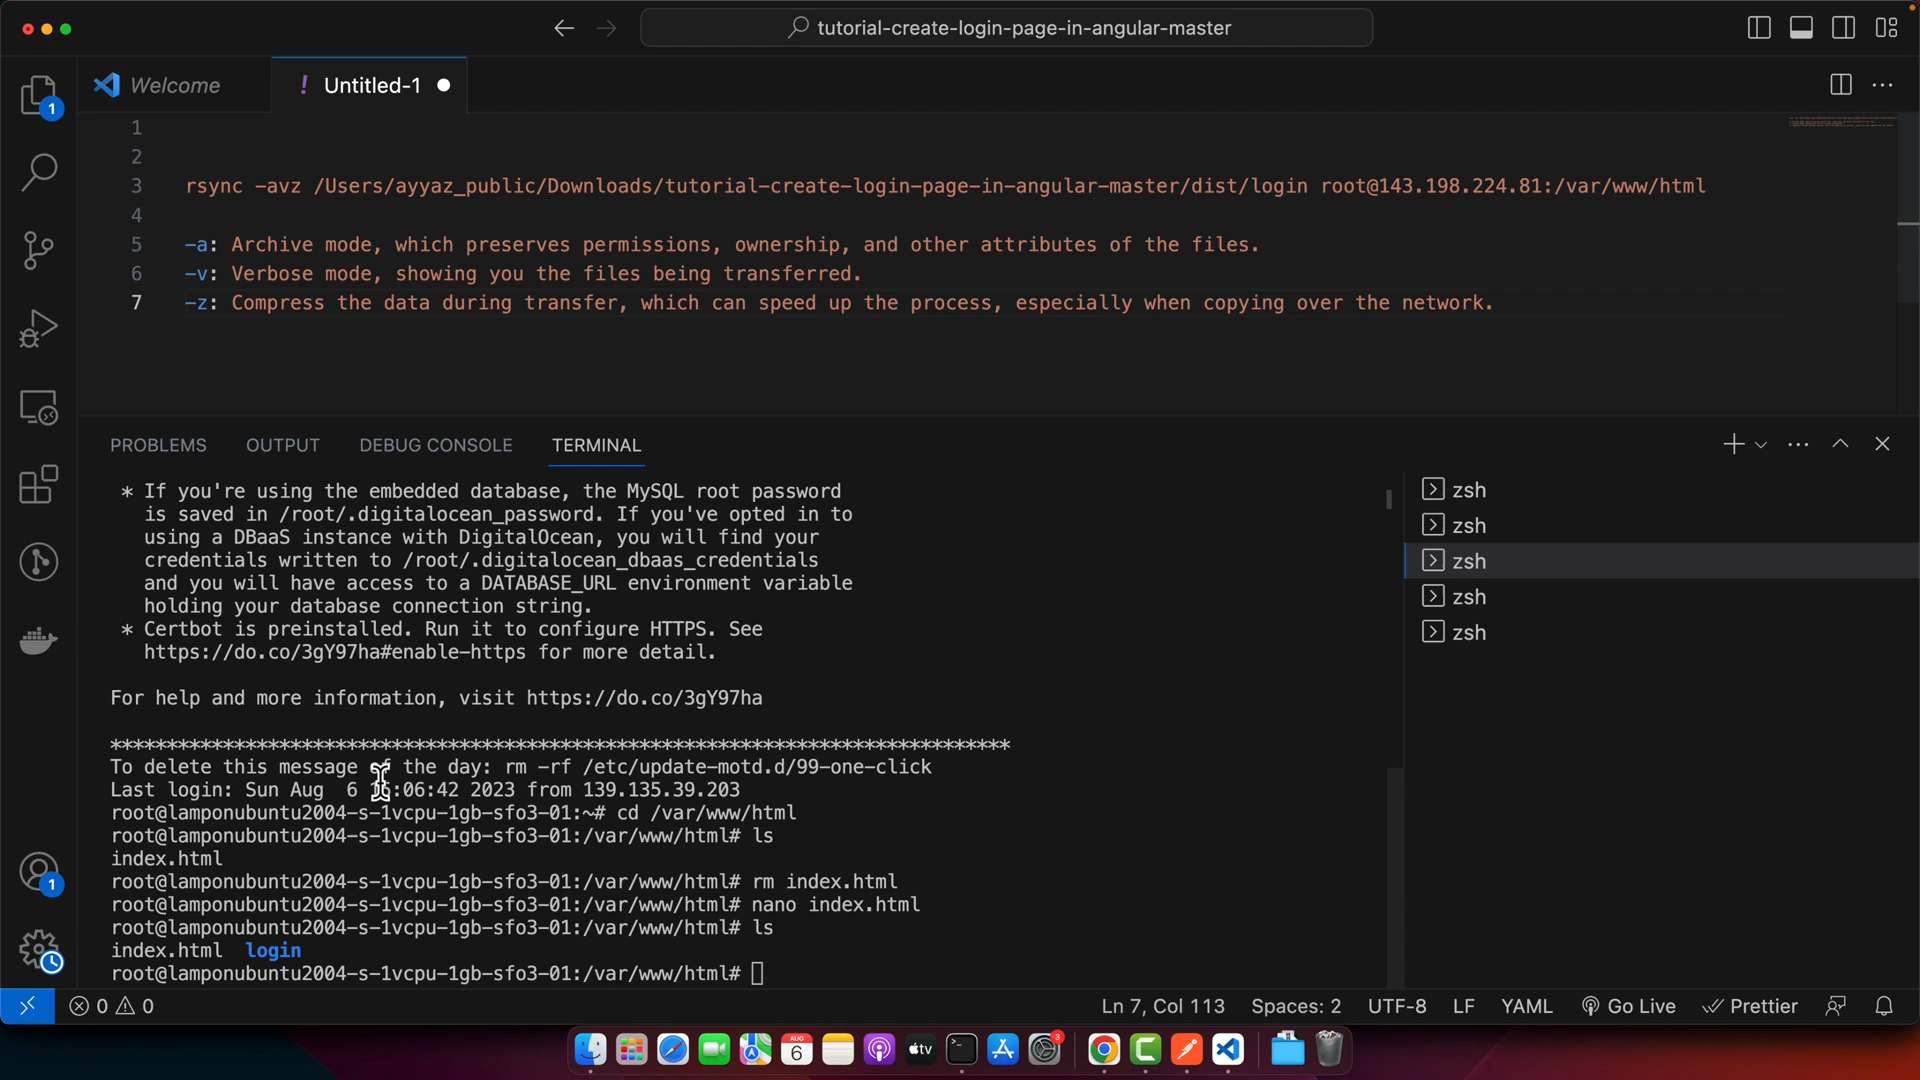 tutorial-create-login-page-in-angular-master
Welcome
! Untitled-1
1
1
2
3 rsync -avz /Users/ayyaz_public/Downloads/tutorial-create-login-page-in-angular-master/dist/login root@143.198.224.81:/var/www/html
4
5 -a: Archive mode, which preserves permissions, ownership, and other attributes of the files.
6 -v: Verbose mode, showing you the files being transferred.
7 -z: Compress the data during transfer, which can speed up the process, especially when copying over the network.
PROBLEMS OUTPUT DEBUG CONSOLE TERMINAL
* If you're using the embedded database, the MySQL root password
is saved in /root/.digitalocean_password. If you've opted in to
using a DBaaS instance with DigitalOcean, you will find your
credentials written to /root/.digitalocean_dbaas_credentials
and you will have access to a DATABASE_URL environment variable
holding your database connection string.
* Certbot is preinstalled. Run it to configure HTTPS. See
https://do.co/3gY97ha#enable-https for more detail.
For help and more information, visit https://do.co/3gY97ha
********************************************************************************
To delete this message of the day: rm -rf /etc/update-motd.d/99-one-click
Last login: Sun Aug  6 :06:42 2023 from 139.135.39.203
root@lamponubuntu2004-s-1vcpu-1gb-sfo3-01:~# cd /var/www/html
root@lamponubuntu2004-s-1vcpu-1gb-sfo3-01:/var/www/html# ls
index.html
root@lamponubuntu2004-s-1vcpu-1gb-sfo3-01:/var/www/html# rm index.html
root@lamponubuntu2004-s-1vcpu-1gb-sfo3-01:/var/www/html# nano index.html
root@lamponubuntu2004-s-1vcpu-1gb-sfo3-01:/var/www/html# ls
index.html  login
root@lamponubuntu2004-s-1vcpu-1gb-sfo3-01:/var/www/html#
zsh
zsh
zsh
zsh
zsh
1
0 0
Ln 7, Col 113 Spaces: 2 UTF-8 LF YAML Go Live Prettier
AUG
6
tv
3